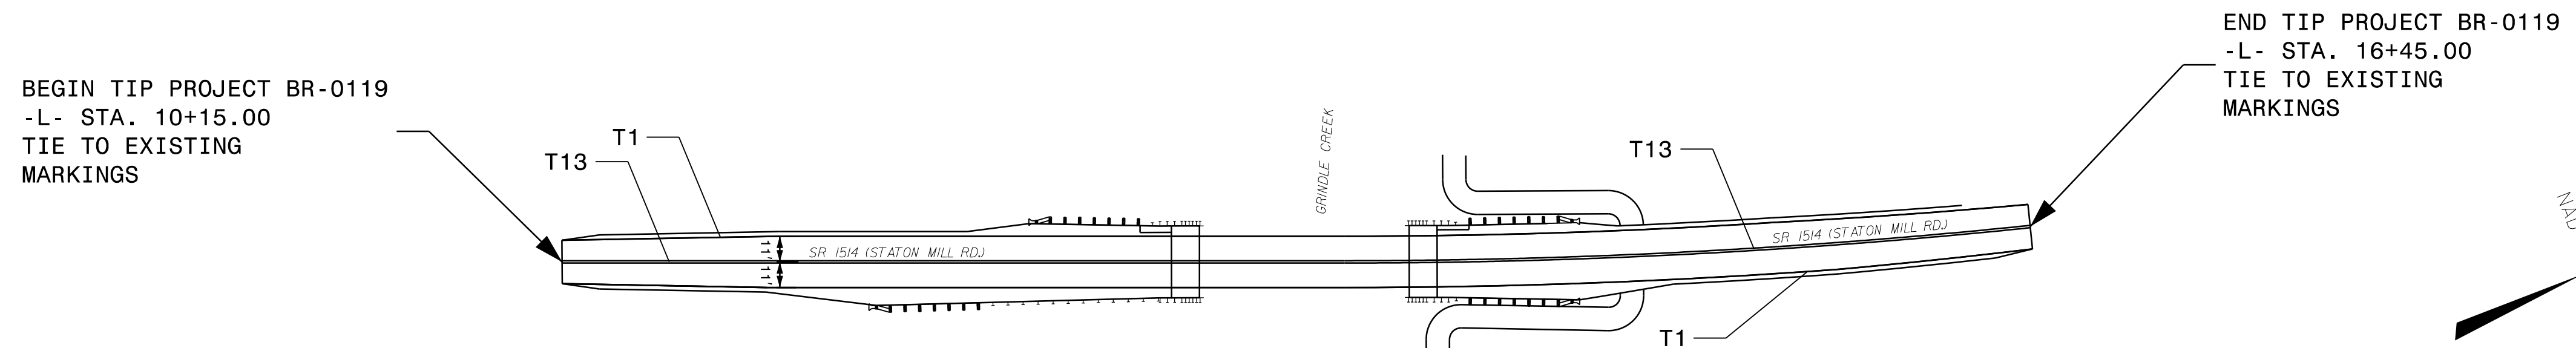 END TIP PROJECT BR-0119
-L- STA. 16+45.00
TIE TO EXISTING
MARKINGS
BEGIN TIP PROJECT BR-0119
-L- STA. 10+15.00
TIE TO EXISTING
MARKINGS
T1
T13
GRINDLE CREEK
T13
11'
11'
SR 1514 (STATON MILL RD.)
SR 1514 (STATON MILL RD.)
T1
NAD